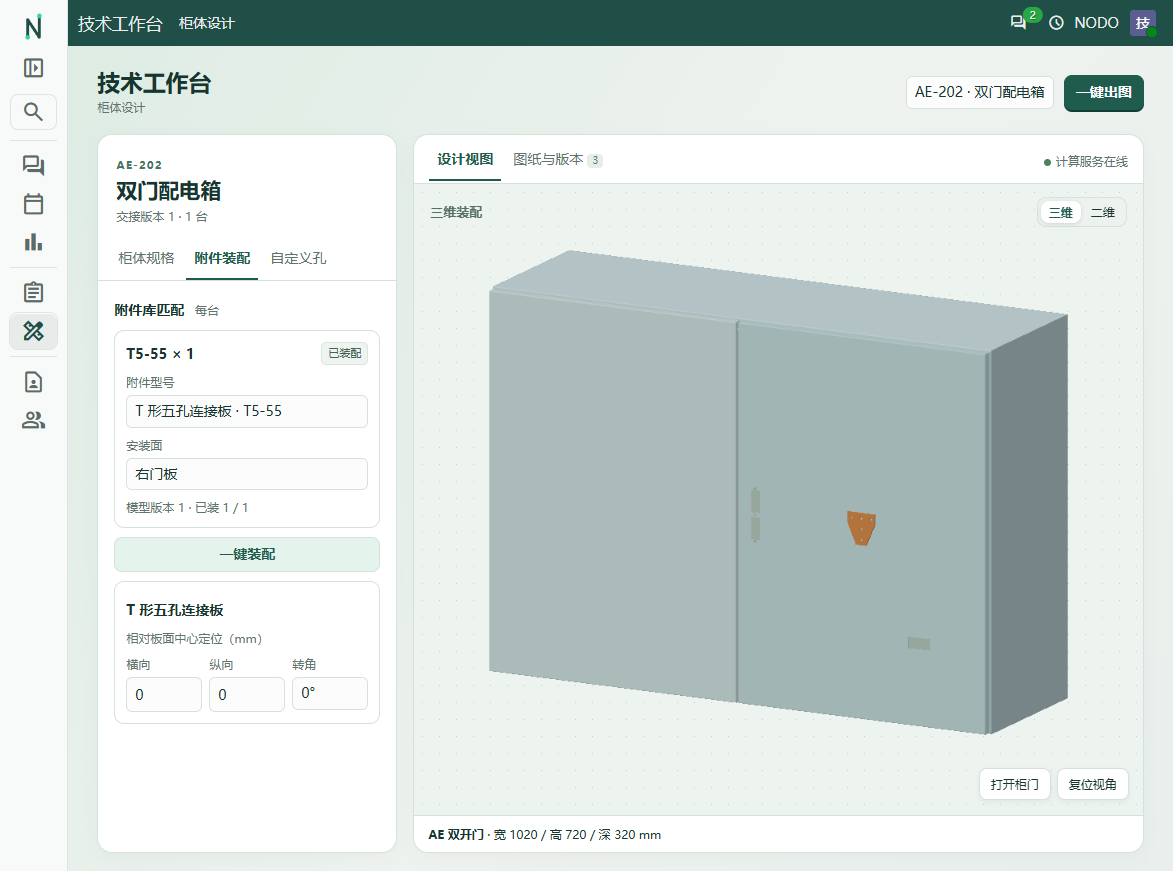 技术工作台 柜体设计 2 NODO 技
技术工作台
柜体设计
AE-202 · 双门配电箱 一键出图
AE-202
双门配电箱
交接版本 1 · 1 台
柜体规格 附件装配 自定义孔
附件库匹配 每台
T5-55 × 1 已装配
附件型号
T 形五孔连接板 · T5-55
安装面
右门板
模型版本 1 · 已装 1 / 1
一键装配
T 形五孔连接板
相对板面中心定位（mm）
横向 纵向 转角
0 0 0°
设计视图 图纸与版本 3 计算服务在线
三维装配 三维 二维
打开柜门 复位视角
AE 双开门 · 宽 1020 / 高 720 / 深 320 mm